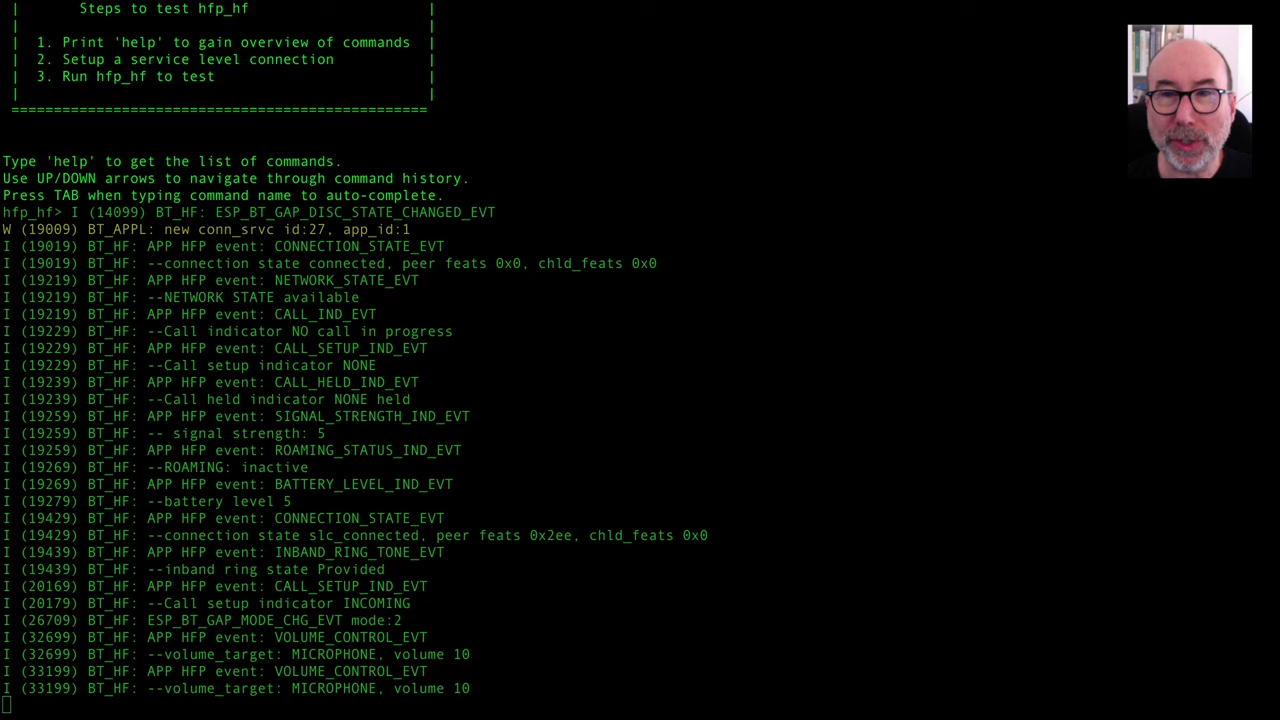 |       Steps to test hfp_hf                     |
|                                                |
|  1. Print 'help' to gain overview of commands  |
|  2. Setup a service level connection           |
|  3. Run hfp_hf to test                         |
|                                                |
=================================================
Type 'help' to get the list of commands.
Use UP/DOWN arrows to navigate through command history.
Press TAB when typing command name to auto-complete.
hfp_hf> I (14099) BT_HF: ESP_BT_GAP_DISC_STATE_CHANGED_EVT
W (19009) BT_APPL: new conn_srvc id:27, app_id:1
I (19019) BT_HF: APP HFP event: CONNECTION_STATE_EVT
I (19019) BT_HF: --connection state connected, peer feats 0x0, chld_feats 0x0
I (19219) BT_HF: APP HFP event: NETWORK_STATE_EVT
I (19219) BT_HF: --NETWORK STATE available
I (19219) BT_HF: APP HFP event: CALL_IND_EVT
I (19229) BT_HF: --Call indicator NO call in progress
I (19229) BT_HF: APP HFP event: CALL_SETUP_IND_EVT
I (19229) BT_HF: --Call setup indicator NONE
I (19239) BT_HF: APP HFP event: CALL_HELD_IND_EVT
I (19239) BT_HF: --Call held indicator NONE held
I (19259) BT_HF: APP HFP event: SIGNAL_STRENGTH_IND_EVT
I (19259) BT_HF: -- signal strength: 5
I (19259) BT_HF: APP HFP event: ROAMING_STATUS_IND_EVT
I (19269) BT_HF: --ROAMING: inactive
I (19269) BT_HF: APP HFP event: BATTERY_LEVEL_IND_EVT
I (19279) BT_HF: --battery level 5
I (19429) BT_HF: APP HFP event: CONNECTION_STATE_EVT
I (19429) BT_HF: --connection state slc_connected, peer feats 0x2ee, chld_feats 0x0
I (19439) BT_HF: APP HFP event: INBAND_RING_TONE_EVT
I (19439) BT_HF: --inband ring state Provided
I (20169) BT_HF: APP HFP event: CALL_SETUP_IND_EVT
I (20179) BT_HF: --Call setup indicator INCOMING
I (26709) BT_HF: ESP_BT_GAP_MODE_CHG_EVT mode:2
I (32699) BT_HF: APP HFP event: VOLUME_CONTROL_EVT
I (32699) BT_HF: --volume_target: MICROPHONE, volume 10
I (33199) BT_HF: APP HFP event: VOLUME_CONTROL_EVT
I (33199) BT_HF: --volume_target: MICROPHONE, volume 10